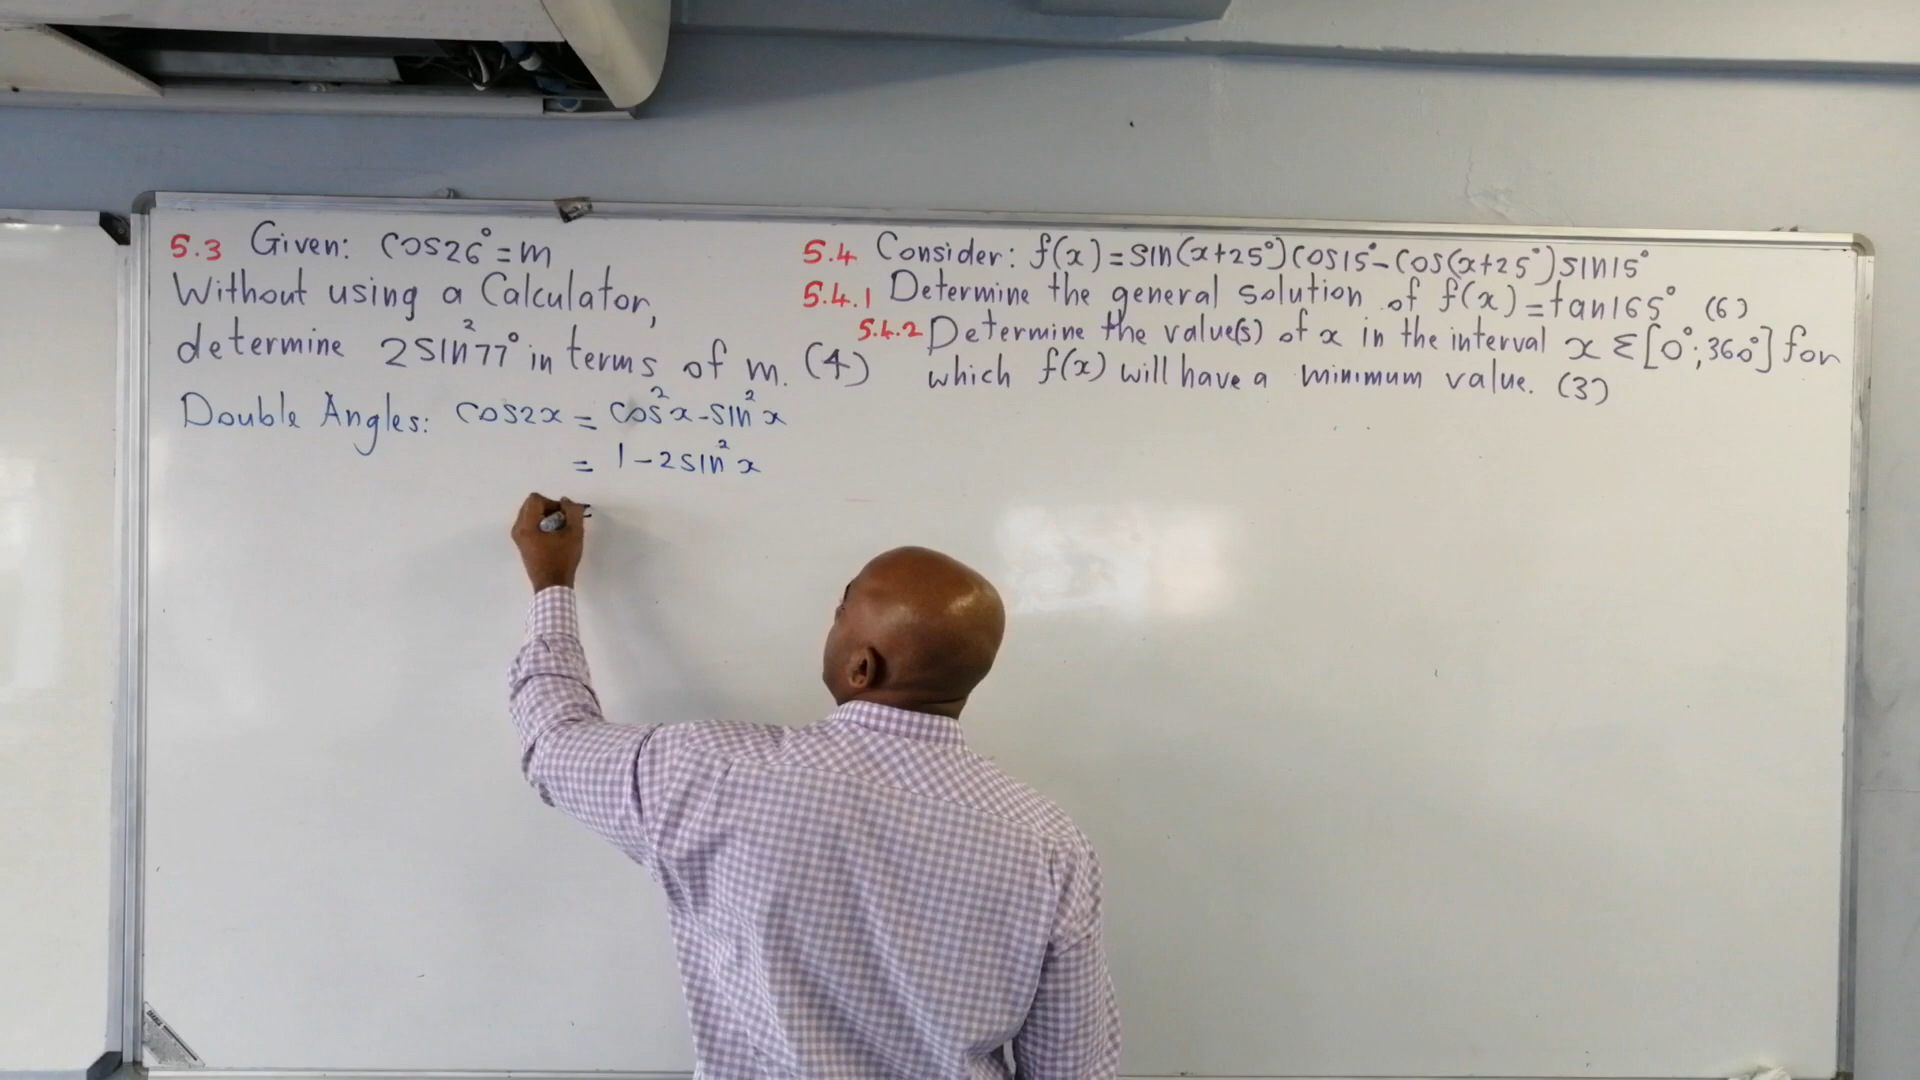 5.3 Given: cos26° = m
Without using a Calculator,
determine 2sin²77° in terms of m. (4)
Double Angles: cos2x = cos²x - sin²x
= 1 - 2sin²x
=
5.4 Consider: f(x) = sin(x+25°)cos15° - cos(x+25°)sin15°
5.4.1 Determine the general solution of f(x) = tan165° (6)
5.4.2 Determine the value(s) of x in the interval x Σ [0°; 360°] for
which f(x) will have a minimum value. (3)